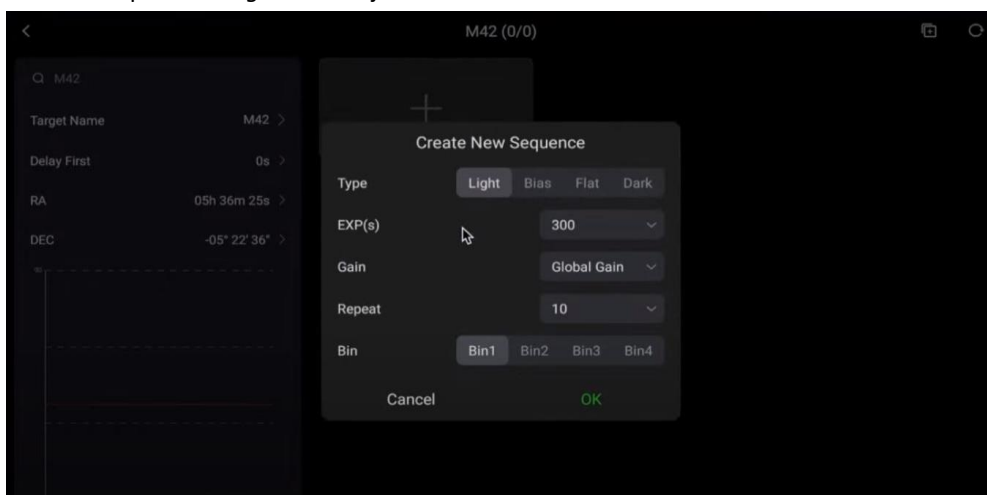 M42 (0/0)
M42
Target Name M42
Delay First 0s
RA 05h 36m 25s
DEC -05° 22' 36"
Create New Sequence
Type Light Bias Flat Dark
EXP(s) 300
Gain Global Gain
Repeat 10
Bin Bin1 Bin2 Bin3 Bin4
Cancel OK